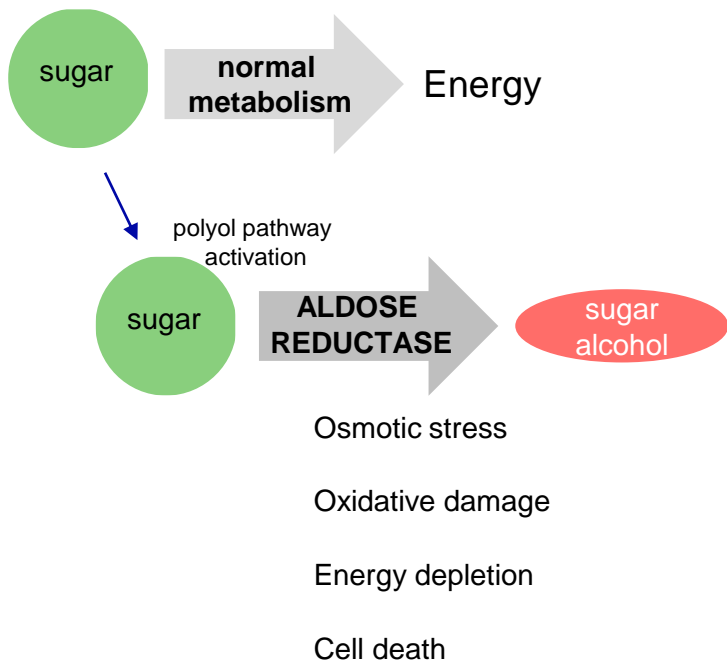 sugar
normal
metabolism
Energy
polyol pathway
activation
sugar
ALDOSE
REDUCTASE
sugar
alcohol
Osmotic stress
Oxidative damage
Energy depletion
Cell death